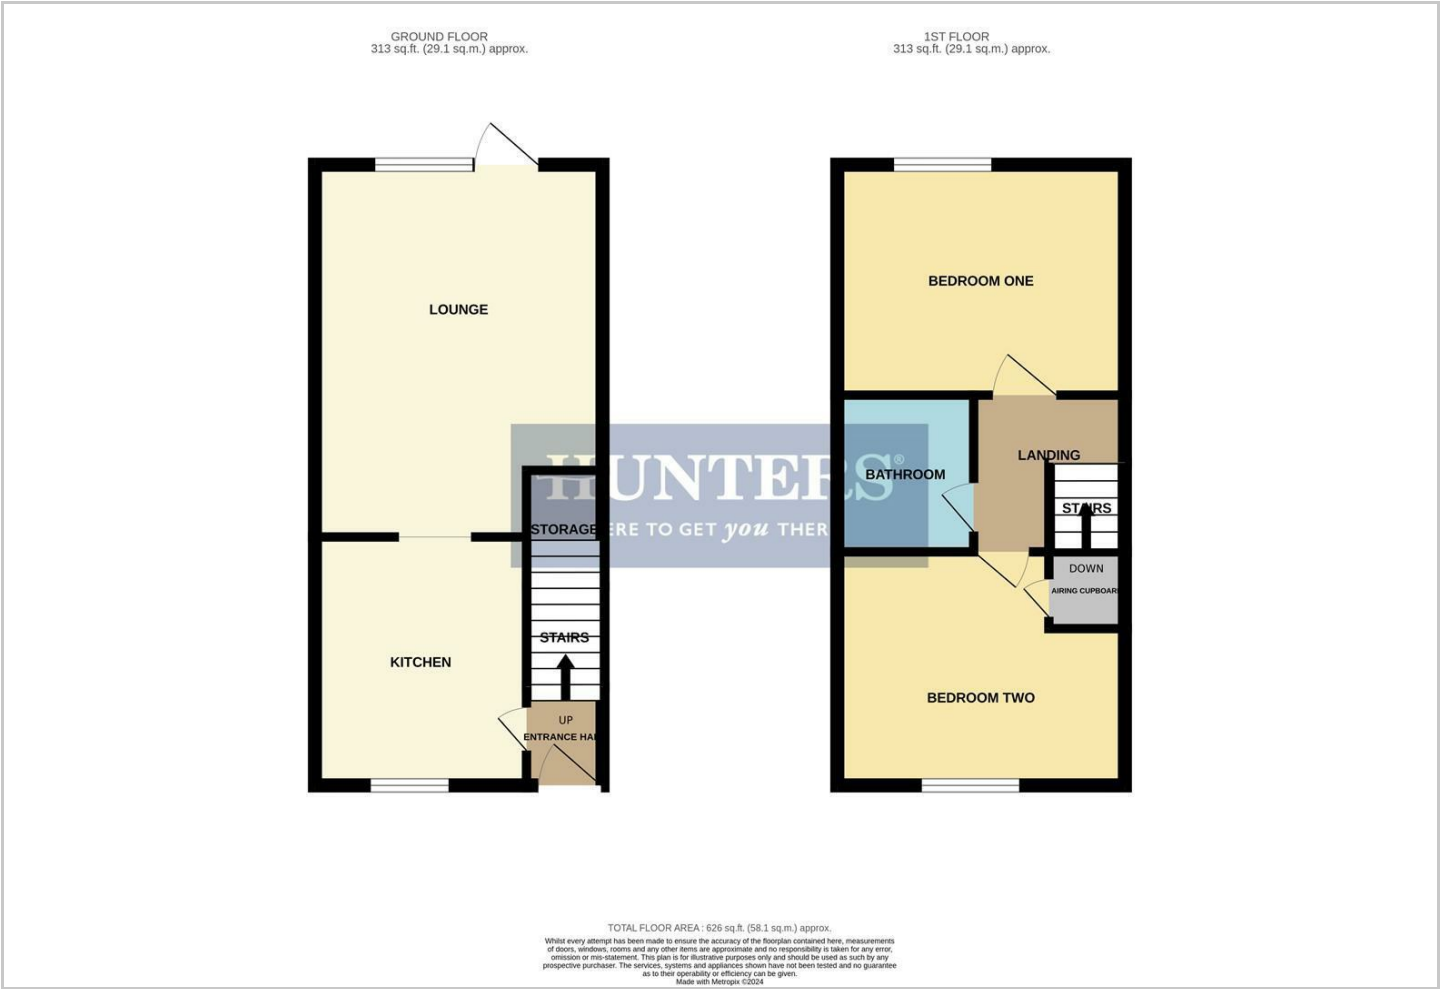 GROUND FLOOR
313 sq.ft. (29.1 sq.m.) approx.
1ST FLOOR
313 sq.ft. (29.1 sq.m.) approx.
LOUNGE
STORAGE
STAIRS
KITCHEN
UP
ENTRANCE HAL
BEDROOM ONE
LANDING
BATHROOM
STAIRS
DOWN
AIRING CUPBOAR
BEDROOM TWO
HUNTERS®
ERE TO GET you THER
TOTAL FLOOR AREA : 626 sq.ft. (58.1 sq.m.) approx.
Whilst every attempt has been made to ensure the accuracy of the floorplan contained here, measurements
of doors, windows, rooms and any other items are approximate and no responsibility is taken for any error,
omission or mis-statement. This plan is for illustrative purposes only and should be used as such by any
prospective purchaser. The services, systems and appliances shown have not been tested and no guarantee
as to their operability or efficiency can be given.
Made with Metropix ©2024